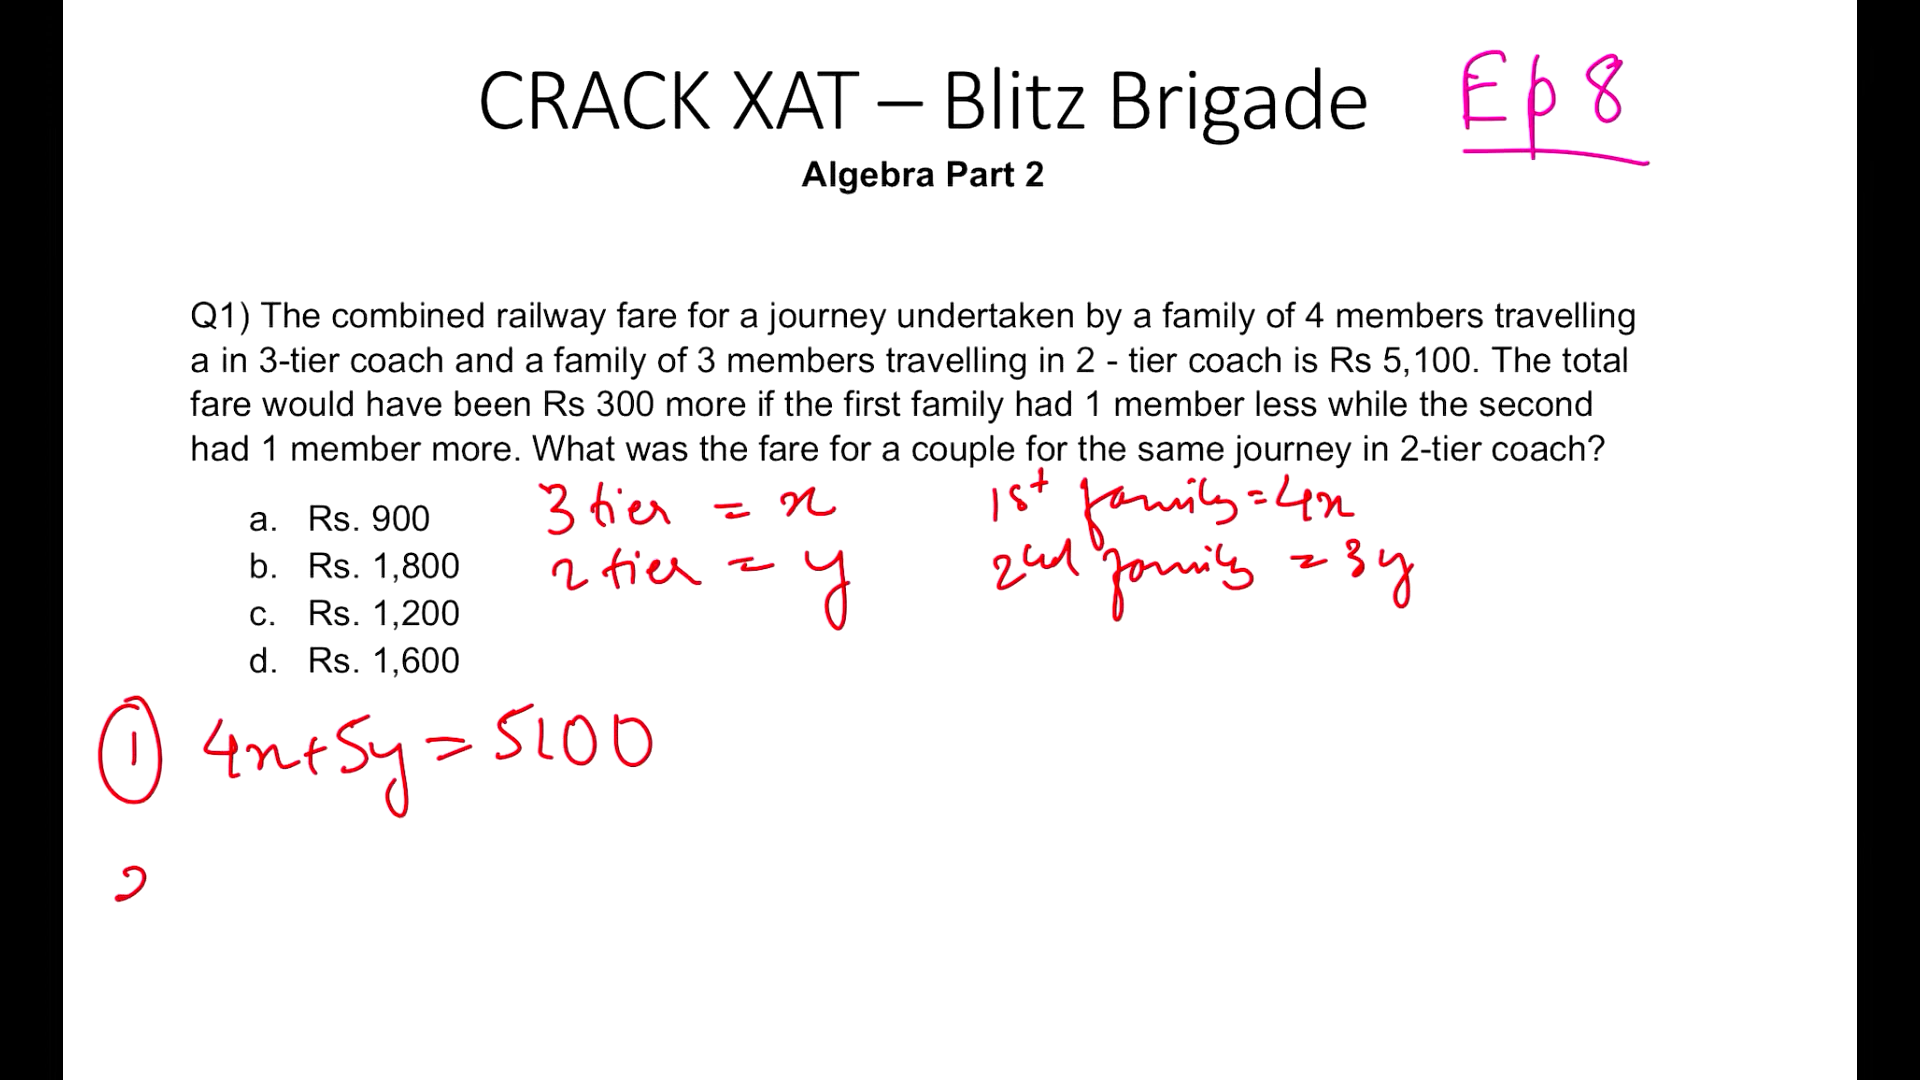 CRACK XAT – Blitz Brigade Ep 8
Algebra Part 2
Q1) The combined railway fare for a journey undertaken by a family of 4 members travelling
a in 3-tier coach and a family of 3 members travelling in 2 - tier coach is Rs 5,100. The total
fare would have been Rs 300 more if the first family had 1 member less while the second
had 1 member more. What was the fare for a couple for the same journey in 2-tier coach?
a. Rs. 900
b. Rs. 1,800
c. Rs. 1,200
d. Rs. 1,600
3 tier = x
2 tier = y
1st family = 4x
2nd family = 3y
1 4x+5y=5100
2